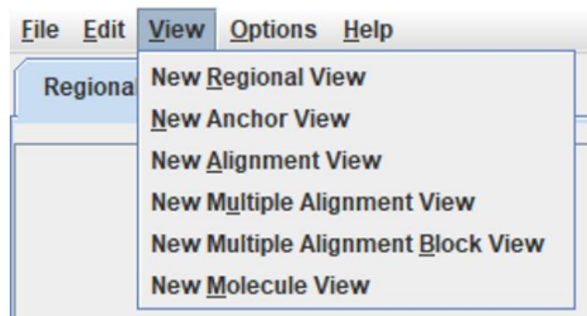 File Edit View Options Help
Regional
New Regional View
New Anchor View
New Alignment View
New Multiple Alignment View
New Multiple Alignment Block View
New Molecule View